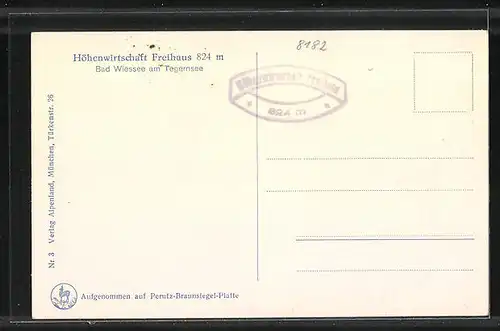 Höhenwirtschaft Freihaus 824 m
Bad Wiessee am Tegernsee
8182
824 m
Nr. 3 Verlag Alpenland, München, Türkenstr. 26
Aufgenommen auf Perutz-Braunsiegel-Platte